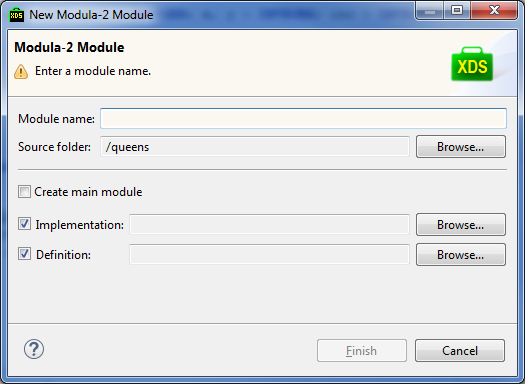 New Modula-2 Module
Modula-2 Module
Enter a module name.
XDS
Module name:
Source folder: /queens Browse...
Create main module
Implementation: Browse...
Definition: Browse...
Finish Cancel